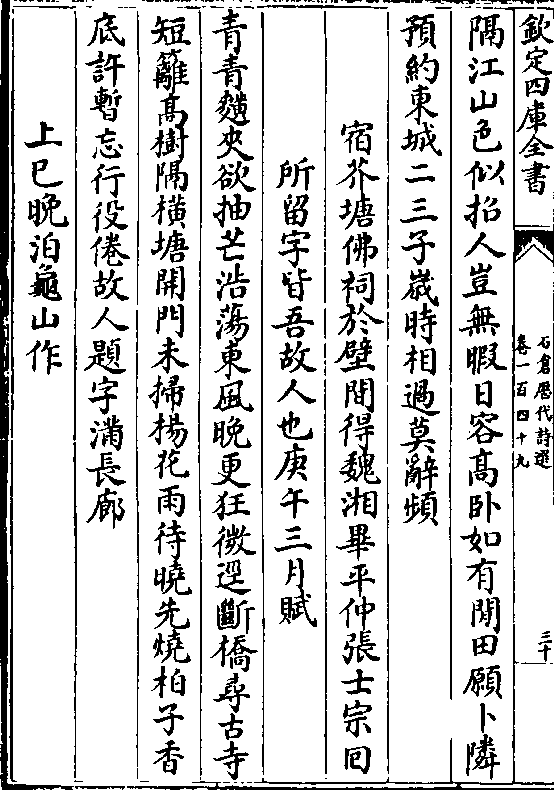 欽定四庫全書
石倉歷代詩選
卷一百四十九
三十
隔江山色似招人豈無暇日容髙卧如有閒田願卜隣
預約東城二三子歲時相過莫辭頻
宿芥塘佛祠於壁間得魏湘畢平仲張士宗囘
所留字皆吾故人也庚午三月賦
青青麰夾欲抽芒浩蕩東風晚更狂微逕斷橋尋古寺
短籬髙樹隔橫塘開門未掃楊花雨待曉先燒柏子香
底許暫忘行役倦故人題字滿長廊
上巳晚泊龜山作